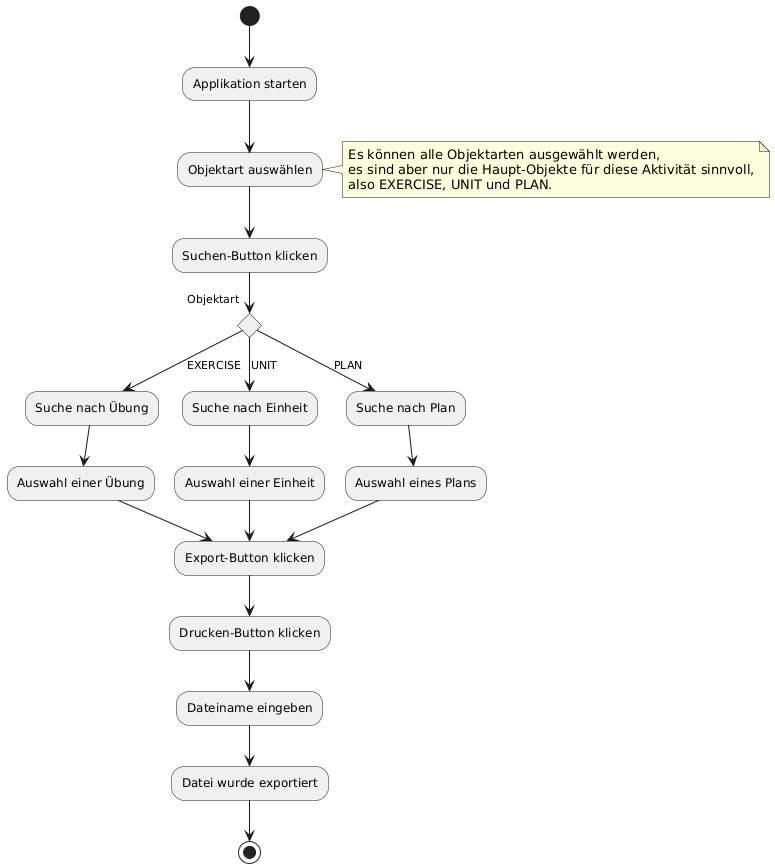 Applikation starten
Objektart auswählen
Es können alle Objektarten ausgewählt werden,
es sind aber nur die Haupt-Objekte für diese Aktivität sinnvoll,
also EXERCISE, UNIT und PLAN.
Suchen-Button klicken
Objektart
EXERCISE
UNIT
PLAN
Suche nach Übung
Suche nach Einheit
Suche nach Plan
Auswahl einer Übung
Auswahl einer Einheit
Auswahl eines Plans
Export-Button klicken
Drucken-Button klicken
Dateiname eingeben
Datei wurde exportiert